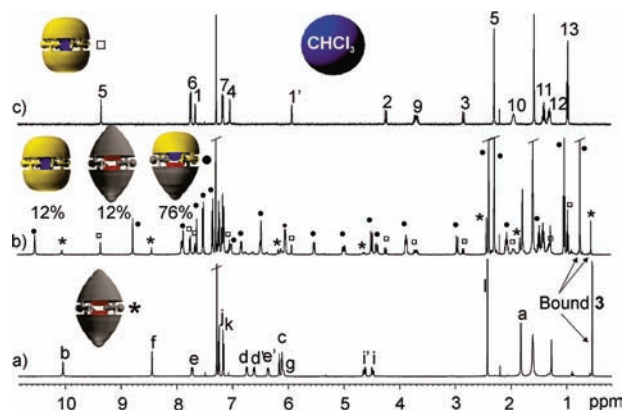 CHCl3
c) 5 6 1 7 4 1' 2 9 3 5 10 11 12 13
12% 12% 76%
b)
Bound 3
a) b f e d d' e' c g j k i' i l a
10 9 8 7 6 5 4 3 2 1 ppm